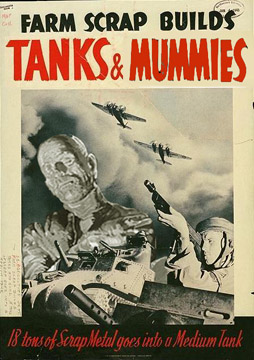 FARM SCRAP BUILDS
TANKS & MUMMIES
18 tons of Scrap Metal goes into a Medium Tank